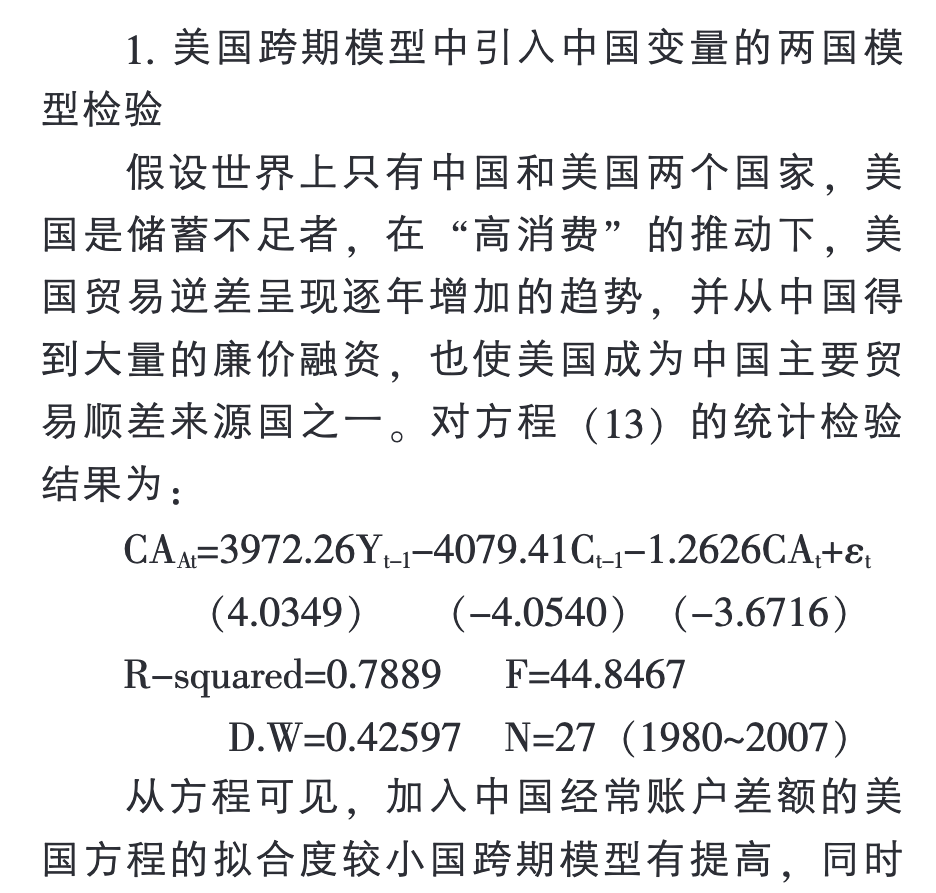 1. 美国跨期模型中引入中国变量的两国模
型检验
假设世界上只有中国和美国两个国家，美
国是储蓄不足者，在“高消费”的推动下，美
国贸易逆差呈现逐年增加的趋势，并从中国得
到大量的廉价融资，也使美国成为中国主要贸
易顺差来源国之一。对方程（13）的统计检验
结果为：
CA_At=3972.26Y_t-1-4079.41C_t-1-1.2626CA_t+ε_t
（4.0349） （-4.0540）（-3.6716）
R-squared=0.7889 F=44.8467
D.W=0.42597 N=27（1980~2007）
从方程可见，加入中国经常账户差额的美
国方程的拟合度较小国跨期模型有提高，同时